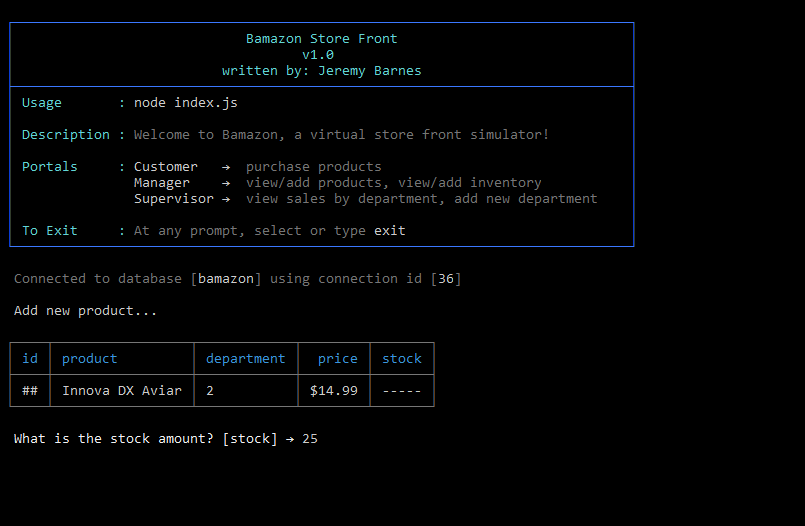 Bamazon Store Front
v1.0
written by: Jeremy Barnes
Usage : node index.js
Description : Welcome to Bamazon, a virtual store front simulator!
Portals : Customer → purchase products
Manager → view/add products, view/add inventory
Supervisor → view sales by department, add new department
To Exit : At any prompt, select or type exit
Connected to database [bamazon] using connection id [36]
Add new product...
id product department price stock
## Innova DX Aviar 2 $14.99 -----
What is the stock amount? [stock] → 25